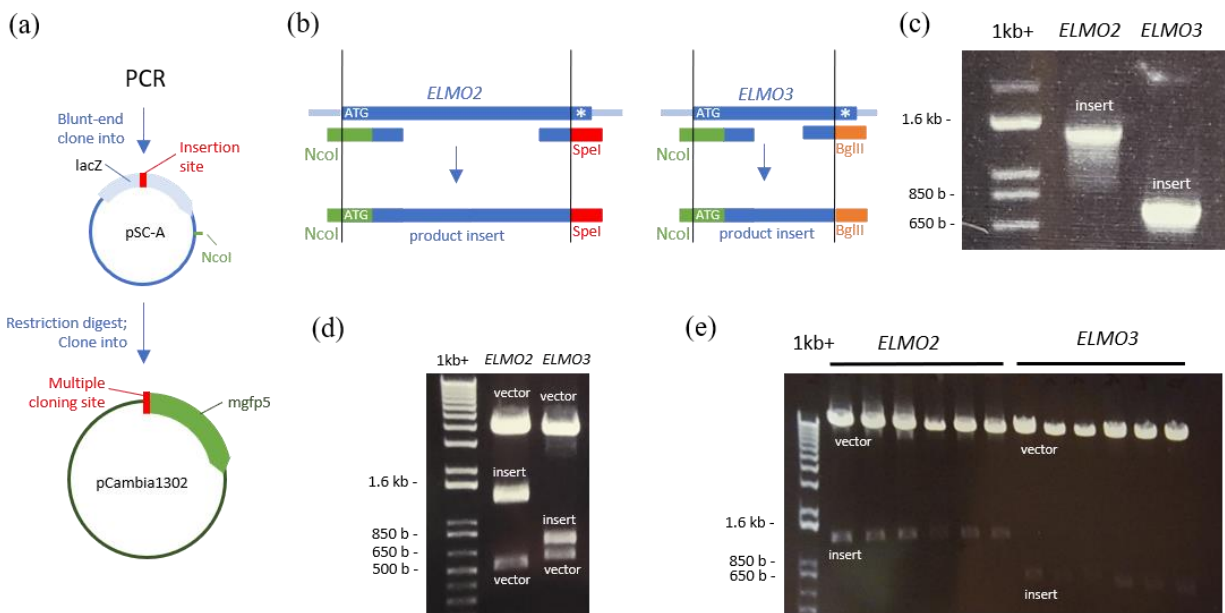 (a)
PCR
Blunt-end
clone into
lacZ
Insertion
site
pSC-A
NcoI
Restriction digest;
Clone into
Multiple
cloning site
mgfp5
pCambia1302
(b)
ELMO2
ATG
*
NcoI
SpeI
ATG
NcoI
product insert
SpeI
ELMO3
ATG
*
NcoI
BglII
ATG
NcoI
product insert
BglII
(c)
1kb+ ELMO2 ELMO3
1.6 kb -
850 b -
650 b -
insert
insert
(d)
1kb+ ELMO2 ELMO3
vector vector
insert
1.6 kb -
insert
850 b -
650 b -
500 b -
vector vector
(e)
1kb+ ELMO2 ELMO3
vector vector
1.6 kb -
850 b -
650 b -
insert
insert